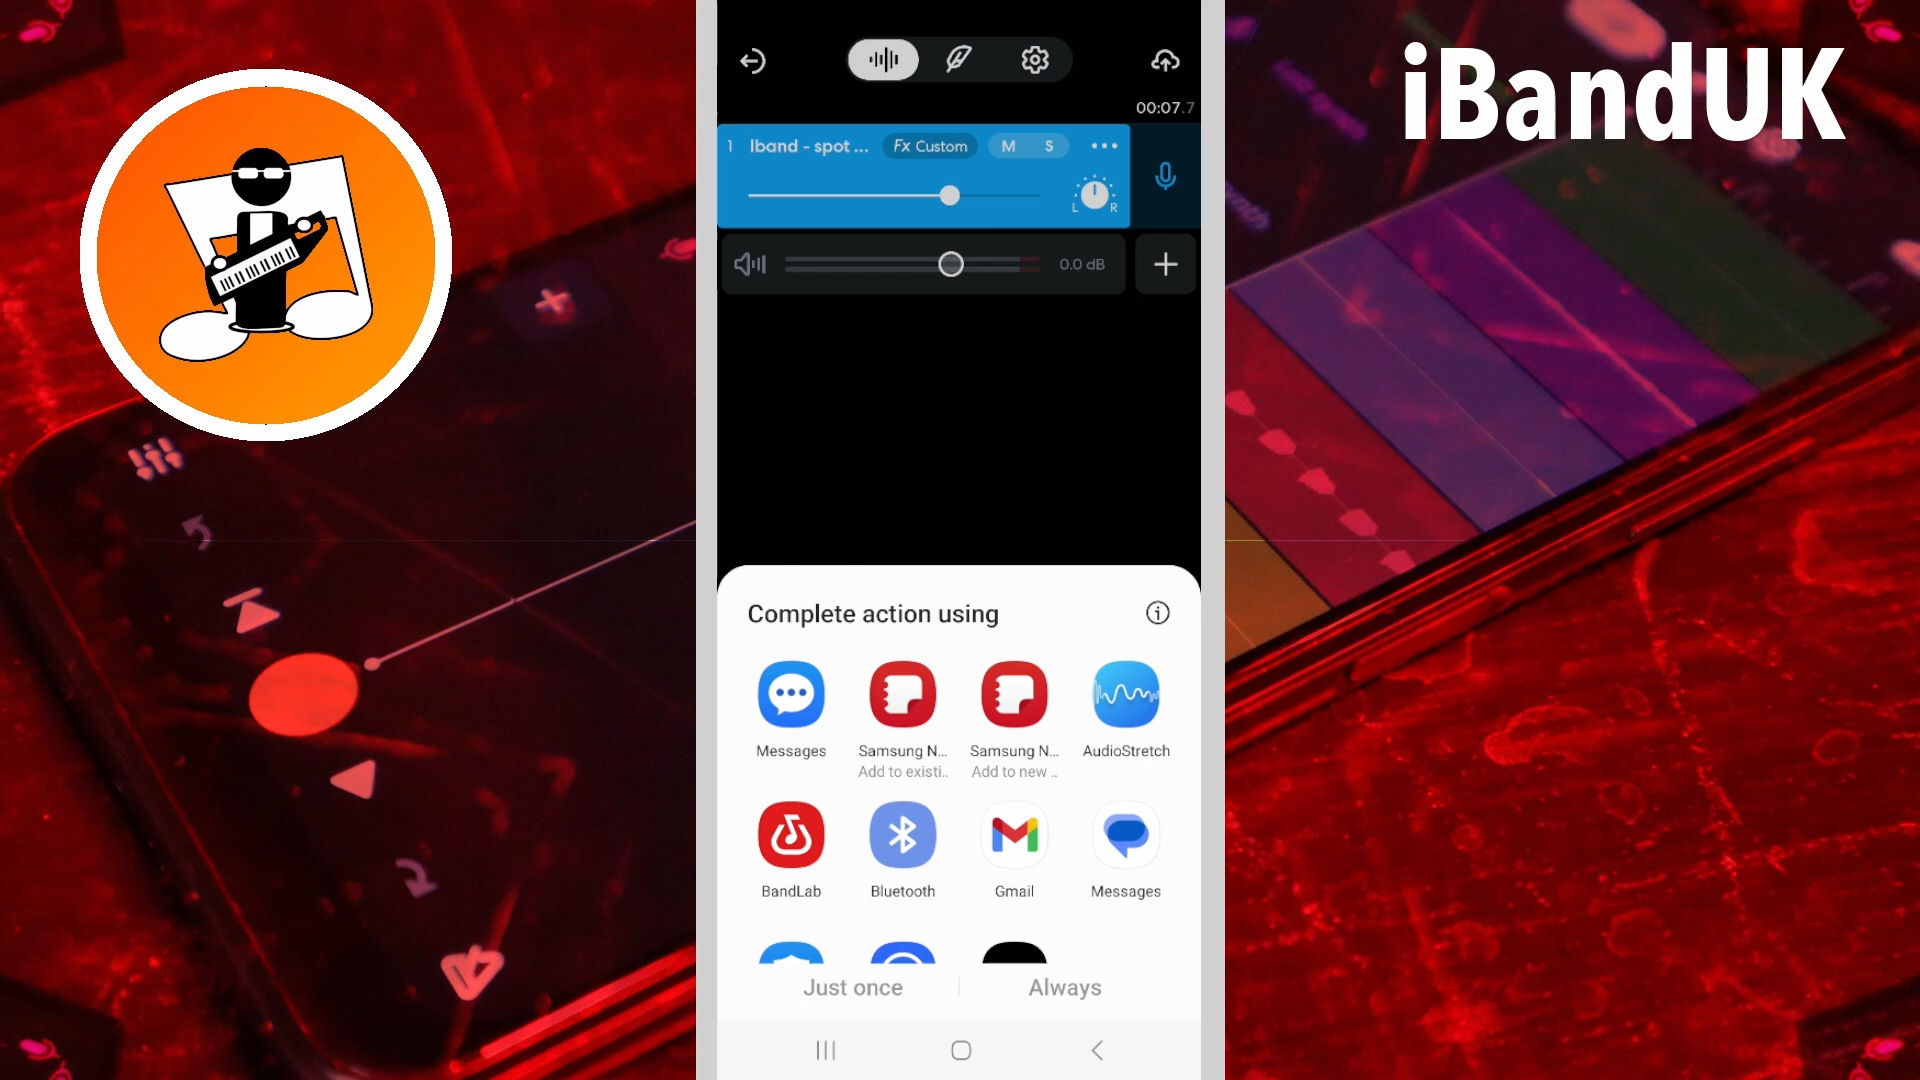 iBandUK
00:07.7
1 Iband - spot ... Fx Custom M S
L R
0.0 dB
Complete action using
Messages
Samsung N...
Add to existi..
Samsung N...
Add to new ..
AudioStretch
BandLab
Bluetooth
Gmail
Messages
Just once
Always